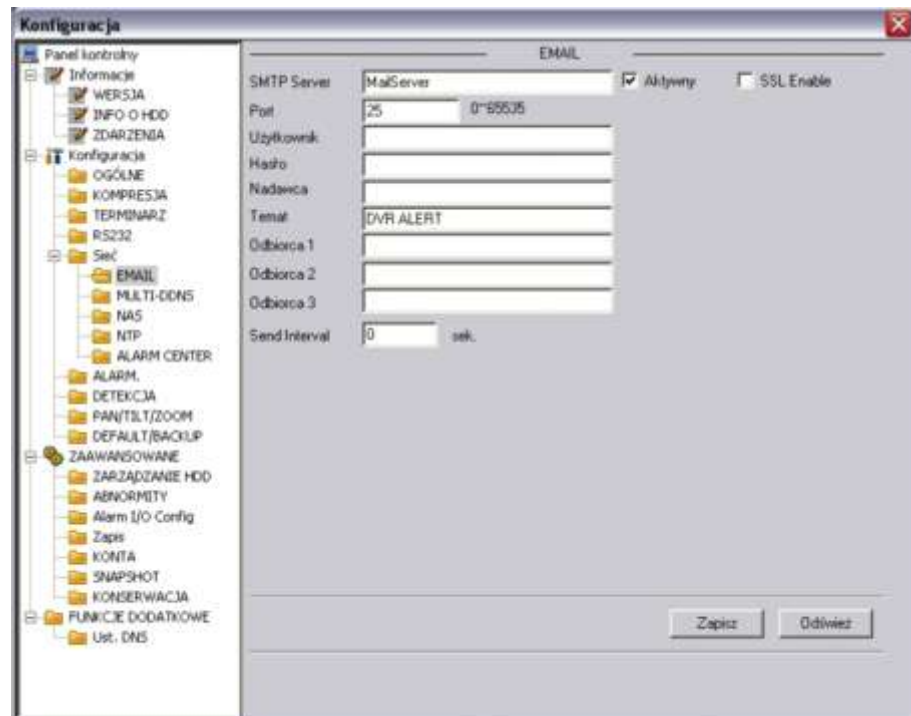 Konfiguracja
Panel kontrolny
Informacje
WERSJA
INFO O HDD
ZDARZENIA
Konfiguracja
OGÓLNE
KOMPRESJA
TERMINARZ
RS232
Sieć
EMAIL
MULTI-DDNS
NAS
NTP
ALARM CENTER
ALARM.
DETEKCJA
PAN/TILT/ZOOM
DEFAULT/BACKUP
ZAAWANSOWANE
ZARZĄDZANIE HDD
ABNORMITY
Alarm I/O Config
Zapis
KONTA
SNAPSHOT
KONSERWACJA
FUNKCJE DODATKOWE
Ust. DNS
EMAIL
SMTP Server MailServer Aktywny SSL Enable
Port 25 0~65535
Użytkownik
Hasło
Nadawca
Temat DVR ALERT
Odbiorca 1
Odbiorca 2
Odbiorca 3
Send Interval 0 sek.
Zapisz Odśwież